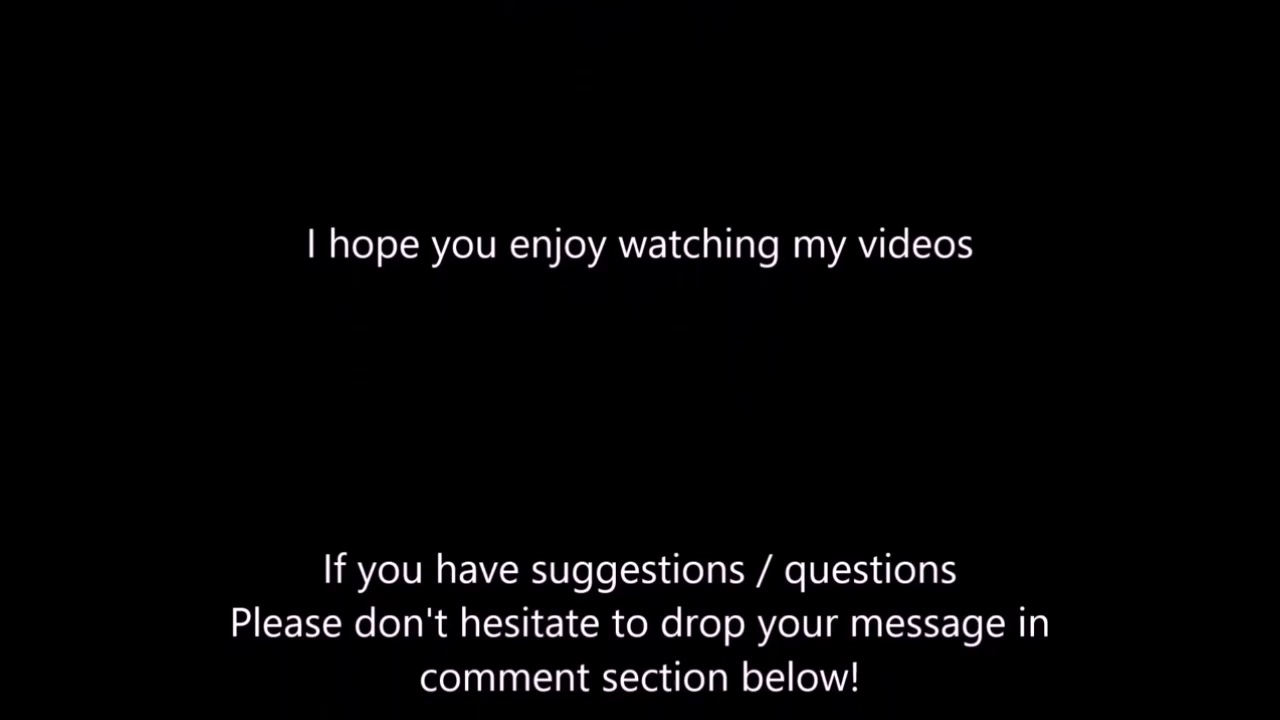 I hope you enjoy watching my videos
If you have suggestions / questions
Please don't hesitate to drop your message in
comment section below!